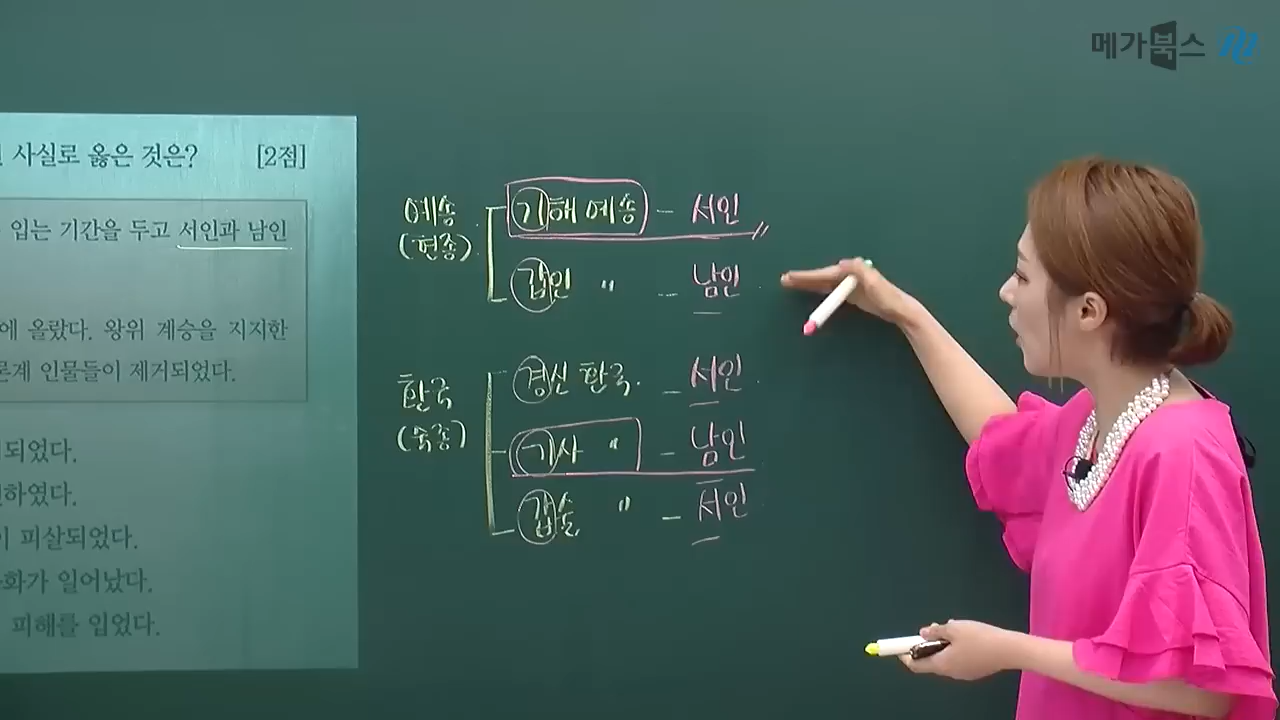 메가북스
사실로 옳은 것은? [2점]
입는 기간을 두고 서인과 남인
에 올랐다. 왕위 계승을 지지한
론계 인물들이 제거되었다.
되었다.
하였다.
이 피살되었다.
화가 일어났다.
피해를 입었다.
예송 기해 예송 - 서인
(현종)
갑인 〃 - 남인
환국 경신 환국. - 서인
(숙종) 기사 〃 - 남인
갑술 〃 - 서인